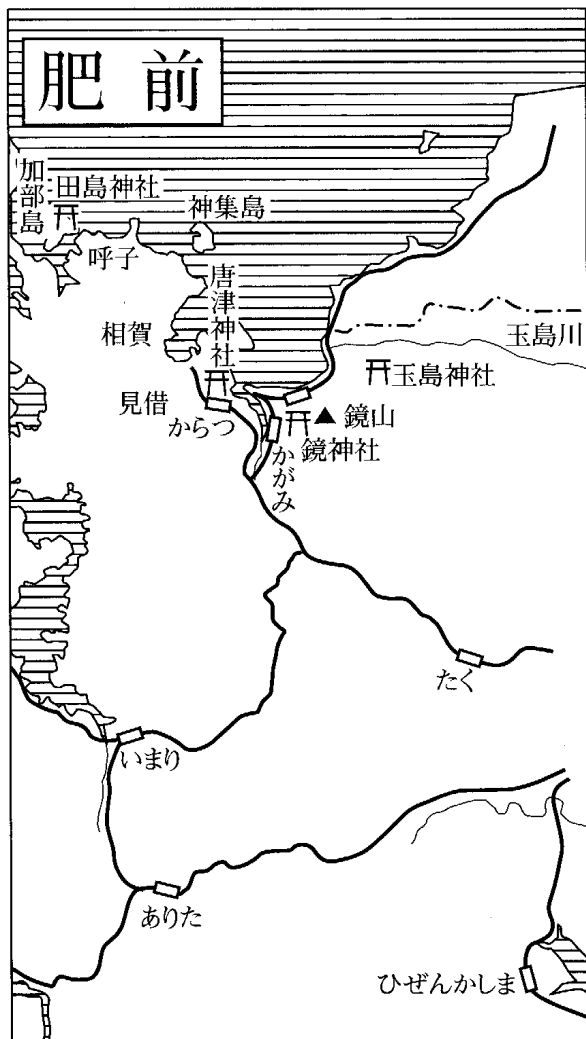 肥前
加部島
田島神社
神集島
呼子
唐津神社
相賀
玉島川
玉島神社
見借
からつ
鏡山
鏡神社
かがみ
たく
いまり
ありた
ひぜんかしま